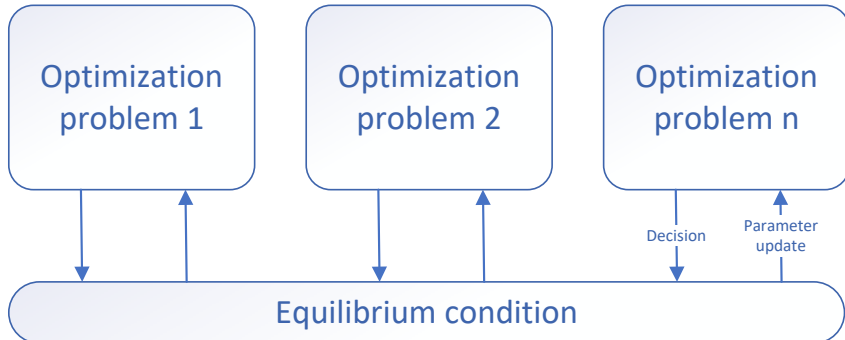 Optimization
problem 1
Optimization
problem 2
Optimization
problem n
Decision
Parameter
update
Equilibrium condition